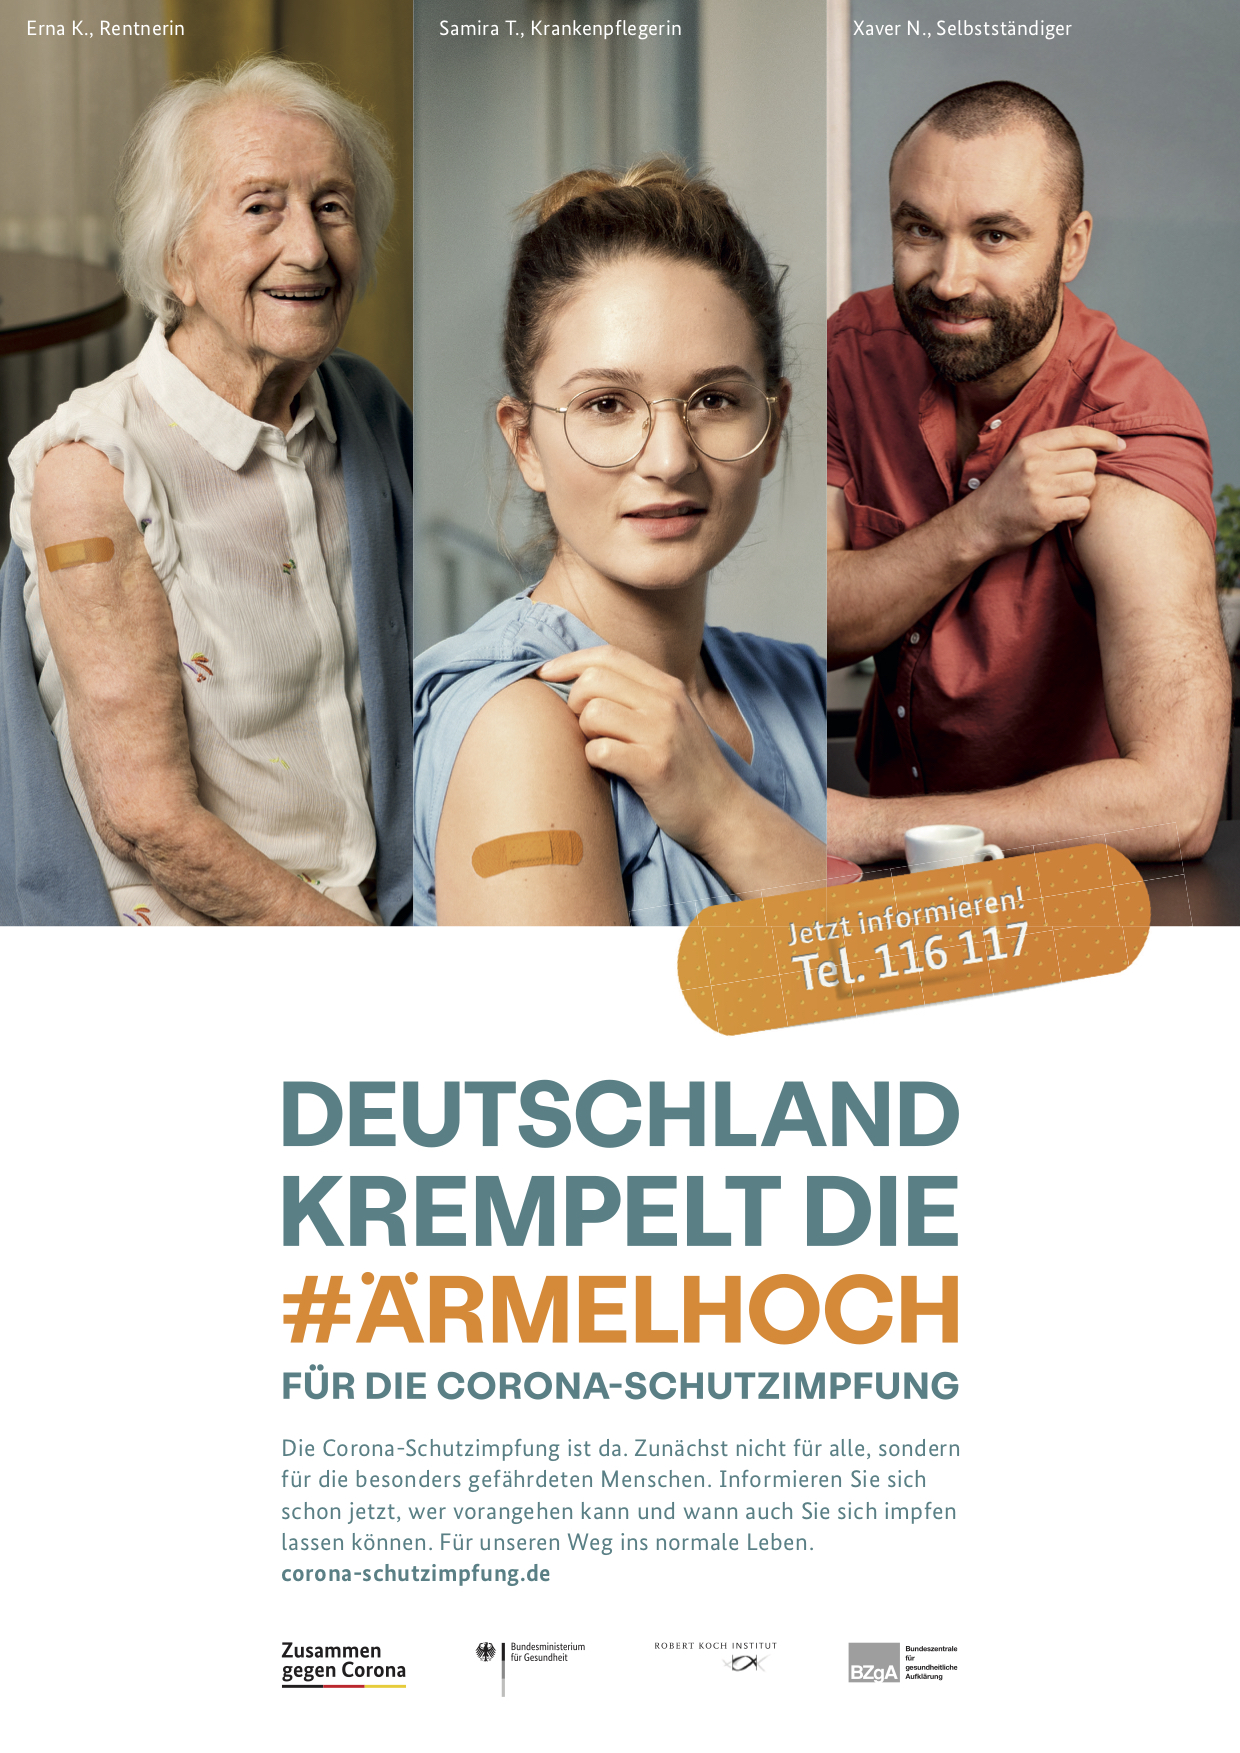 Erna K., Rentnerin
Samira T., Krankenpflegerin
Xaver N., Selbstständiger
Jetzt informieren!
Tel. 116 117
DEUTSCHLAND
KREMPELT DIE
#ÄRMELHOCH
FÜR DIE CORONA-SCHUTZIMPFUNG
Die Corona-Schutzimpfung ist da. Zunächst nicht für alle, sondern
für die besonders gefährdeten Menschen. Informieren Sie sich
schon jetzt, wer vorangehen kann und wann auch Sie sich impfen
lassen können. Für unseren Weg ins normale Leben.
corona-schutzimpfung.de
Zusammen
gegen Corona
Bundesministerium
für Gesundheit
ROBERT KOCH INSTITUT
BZgA
Bundeszentrale
für
gesundheitliche
Aufklärung